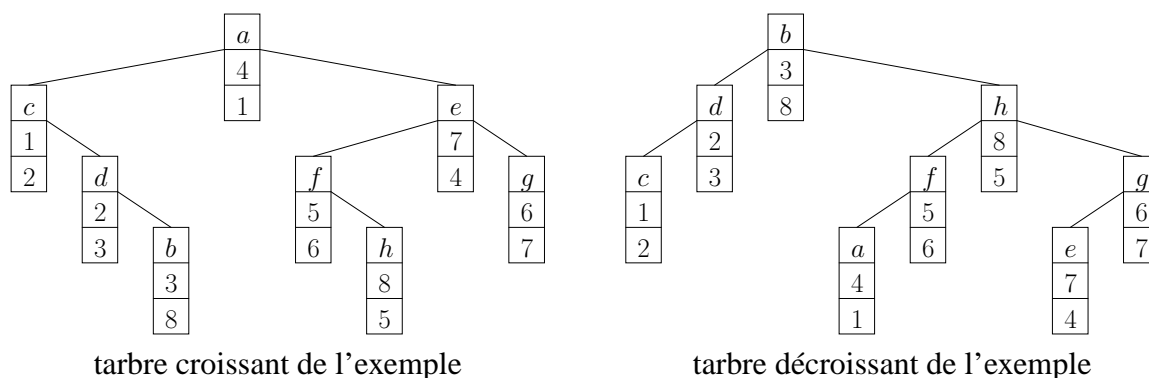 a b
4 3
c 1 e d 8 h
1 7 2 8
2 d f 4 g c 3 f 5 g
2 5 6 1 5 6
3 b 6 h 7 2 a 6 e 7
3 8 4 7
8 5 1 4
tarbre croissant de l'exemple
tarbre décroissant de l'exemple